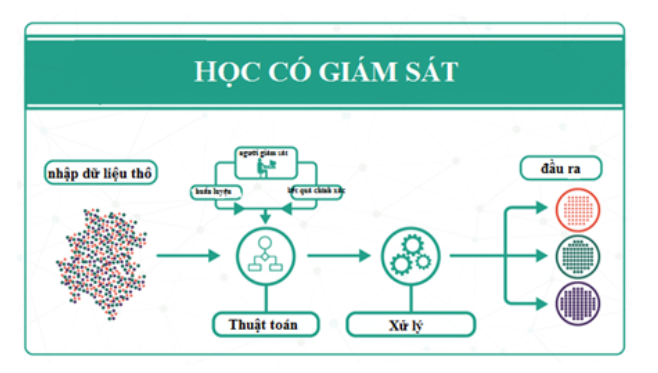 HỌC CÓ GIÁM SÁT
người giám sát
nhập dữ liệu thô
huấn luyện
kết quả chính xác
đầu ra
Thuật toán
Xử lý